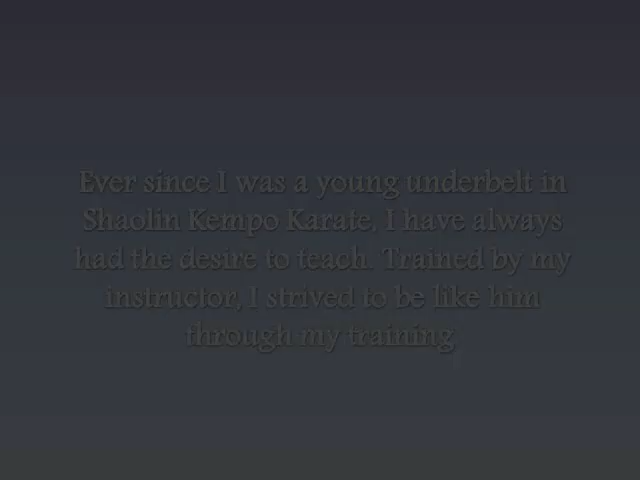 Ever since I was a young underbelt in
Shaolin Kempo Karate, I have always
had the desire to teach. Trained by my
instructor, I strived to be like him
through my training.